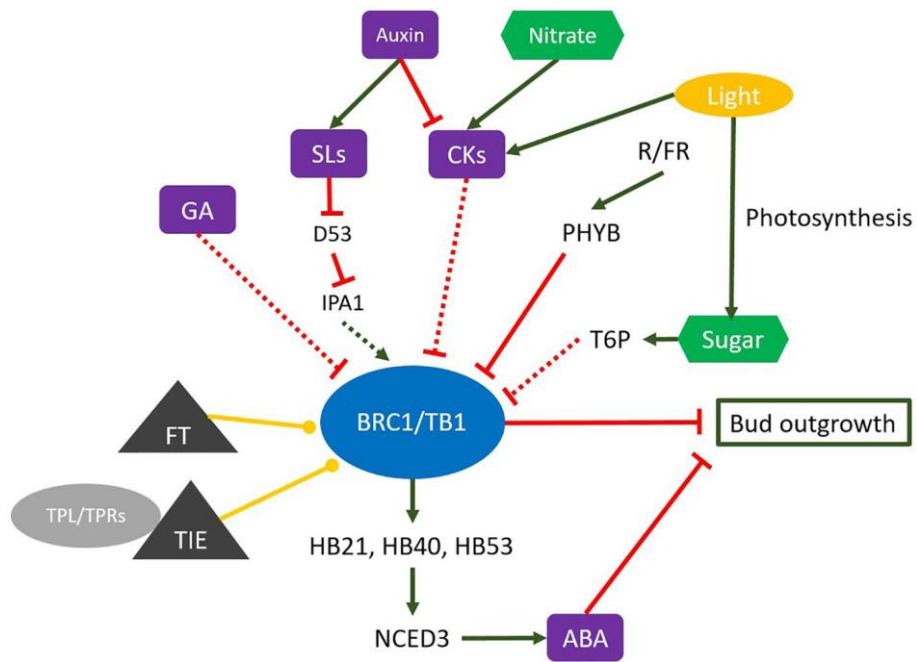 Auxin
Nitrate
Light
SLs
CKs
R/FR
GA
D53
PHYB
Photosynthesis
IPA1
T6P
Sugar
BRC1/TB1
Bud outgrowth
FT
TPL/TPRs
TIE
HB21, HB40, HB53
NCED3
ABA